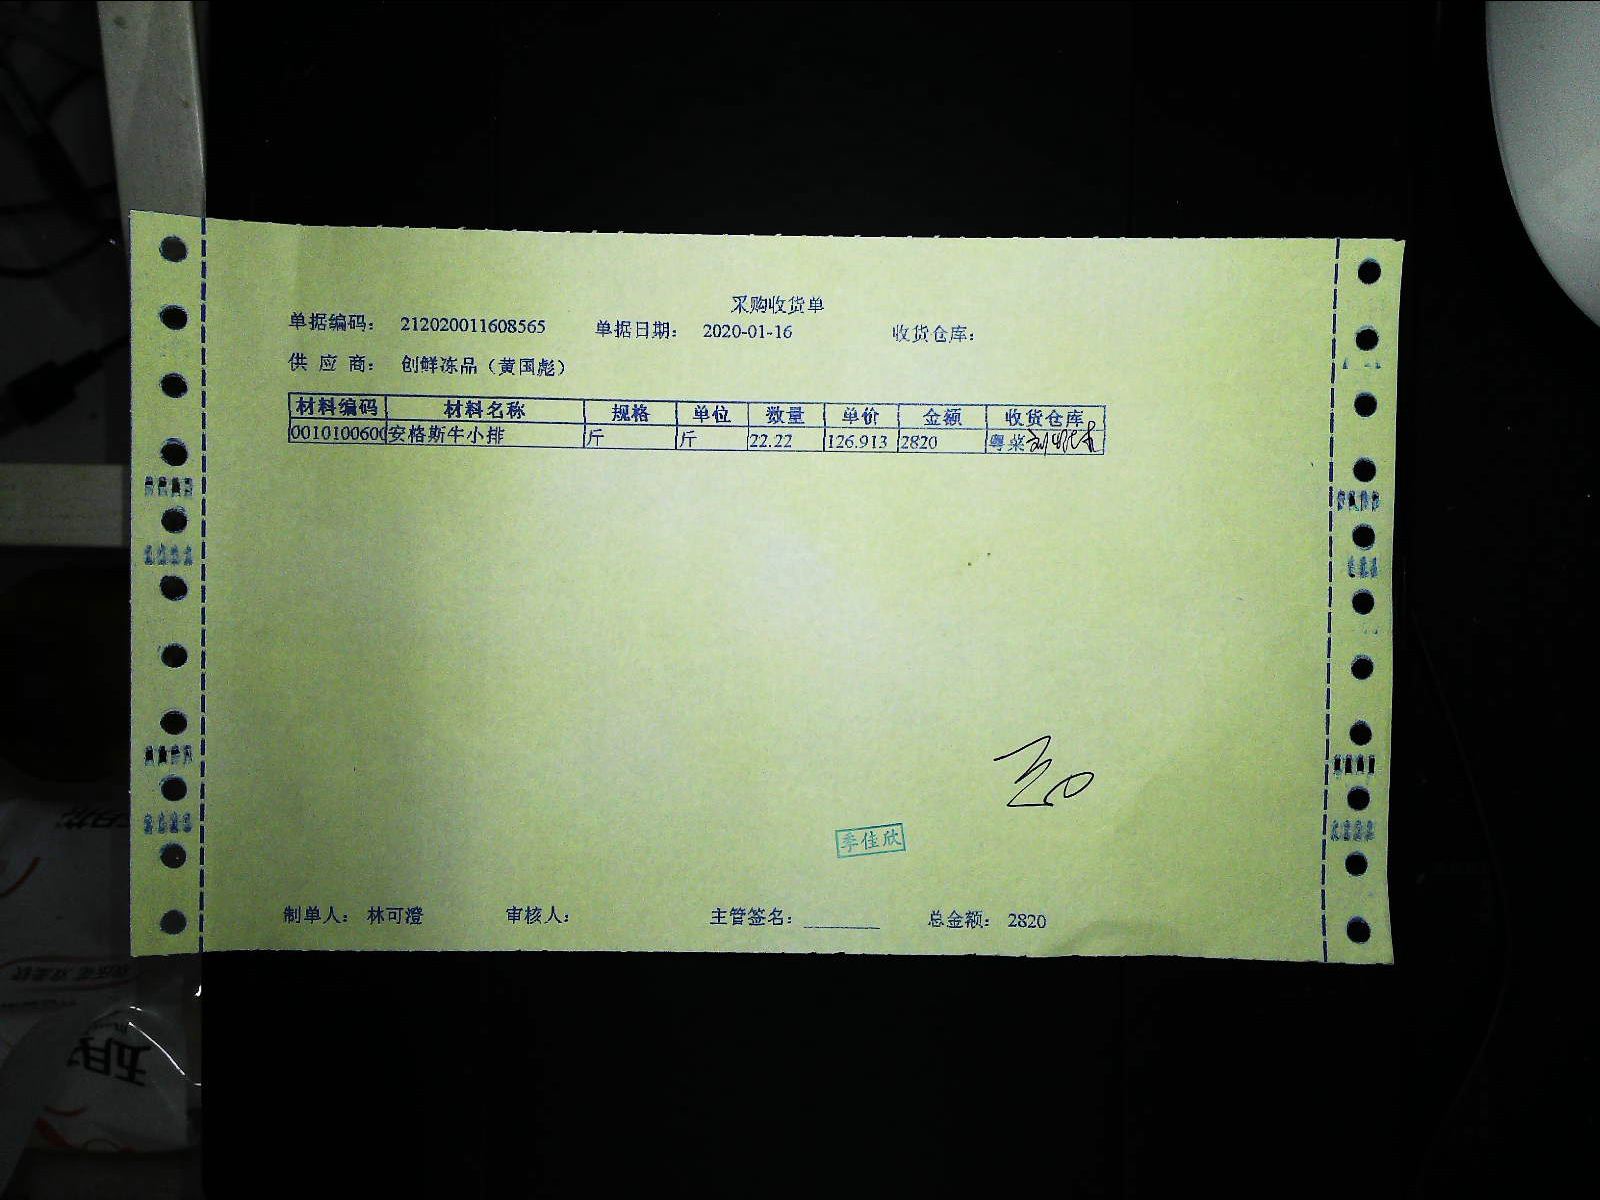 采购收货单
单据编码： 212020011608565 单据日期： 2020-01-16 收货仓库：
供 应 商： 创鲜冻品（黄国彪）
材料编码 材料名称 规格 单位 数量 单价 金额 收货仓库
0010100600 安格斯牛小排 斤 斤 22.22 126.913 2820 粤菜
季佳欣
制单人： 林可澄 审核人： 主管签名： ________ 总金额： 2820